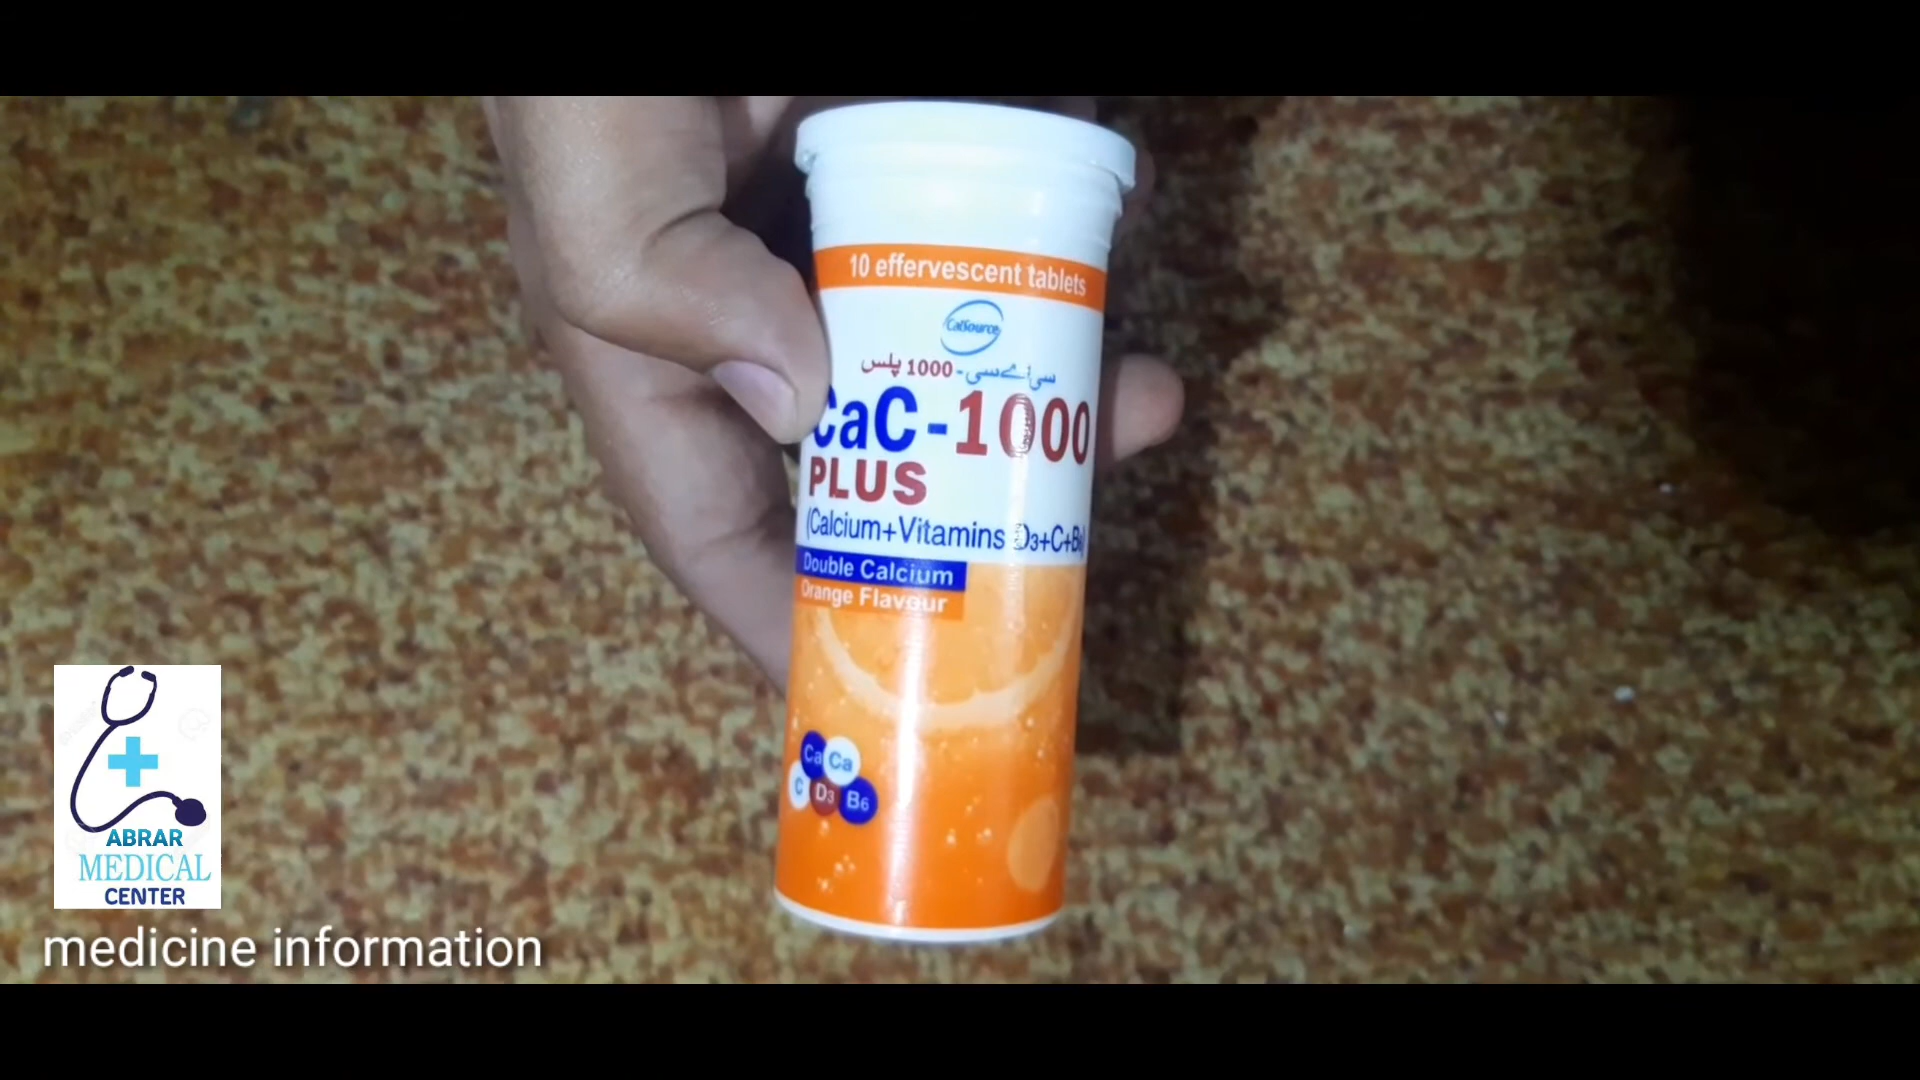 10 effervescent tablets
CalSource
سی اے سی-1000 پلس
CaC-1000
PLUS
(Calcium+Vitamins D3+C+B6)
Double Calcium
Orange Flavour
Ca Ca
C D3 B6
ABRAR
MEDICAL
CENTER
medicine information